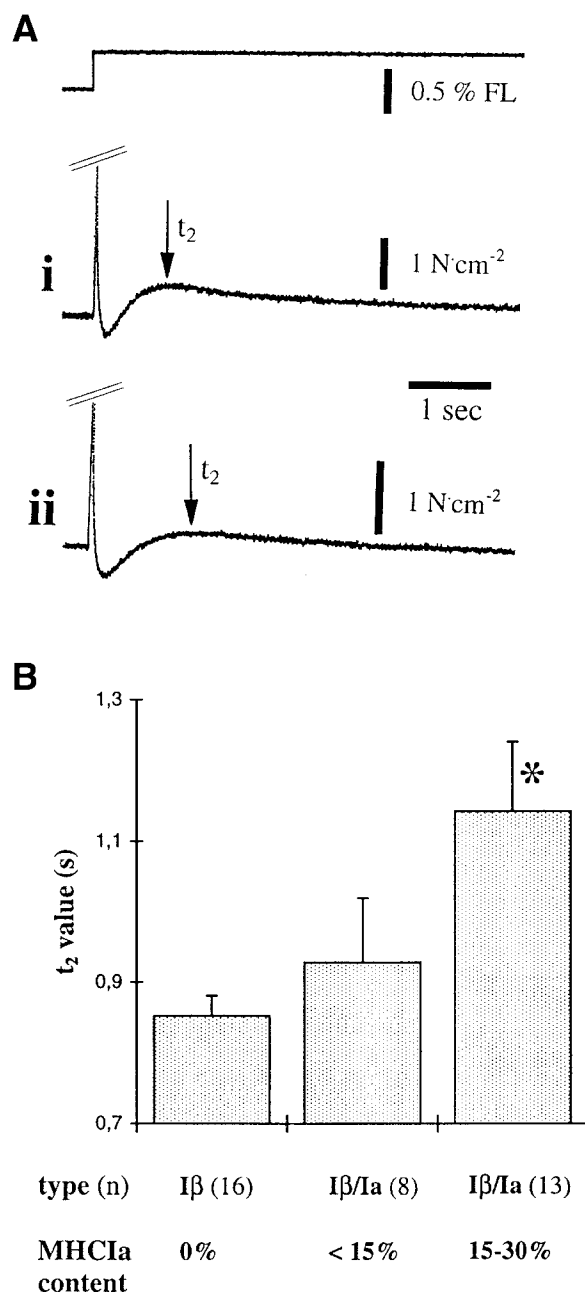 A
0.5 % FL
t₂
i
1 N·cm⁻²
1 sec
t₂
ii
1 N·cm⁻²
B
1,3
1,1
0,9
0,7
t₂ value (s)
*
type (n) Iβ (16) Iβ/Ia (8) Iβ/Ia (13)
MHCIa 0% < 15% 15-30%
content